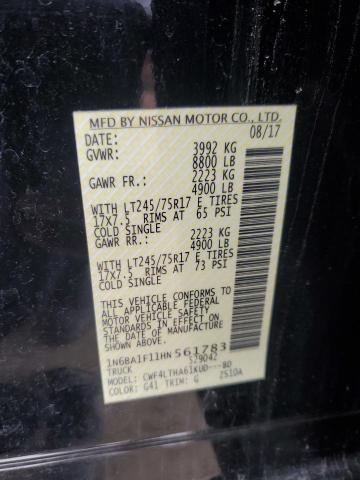 MFD BY NISSAN MOTOR CO., LTD.
DATE: 08/17
GVWR: 3992 KG
8800 LB
GAWR FR.: 2223 KG
4900 LB
WITH LT245/75R17 E TIRES
17X7.5 RIMS AT 65 PSI
COLD SINGLE
GAWR RR.: 2223 KG
4900 LB
WITH LT245/75R17 E TIRES
17X7.5 RIMS AT 73 PSI
COLD SINGLE
THIS VEHICLE CONFORMS TO
ALL APPLICABLE FEDERAL
MOTOR VEHICLE SAFETY
STANDARDS IN EFFECT ON
THE DATE OF MANUFACTURE
SHOWN ABOVE.
1N6BA1F11HN561783
TRUCK S29042
MODEL: CWF4LTHA61KUD---BD
COLOR: G41 TRIM: G ZS10A